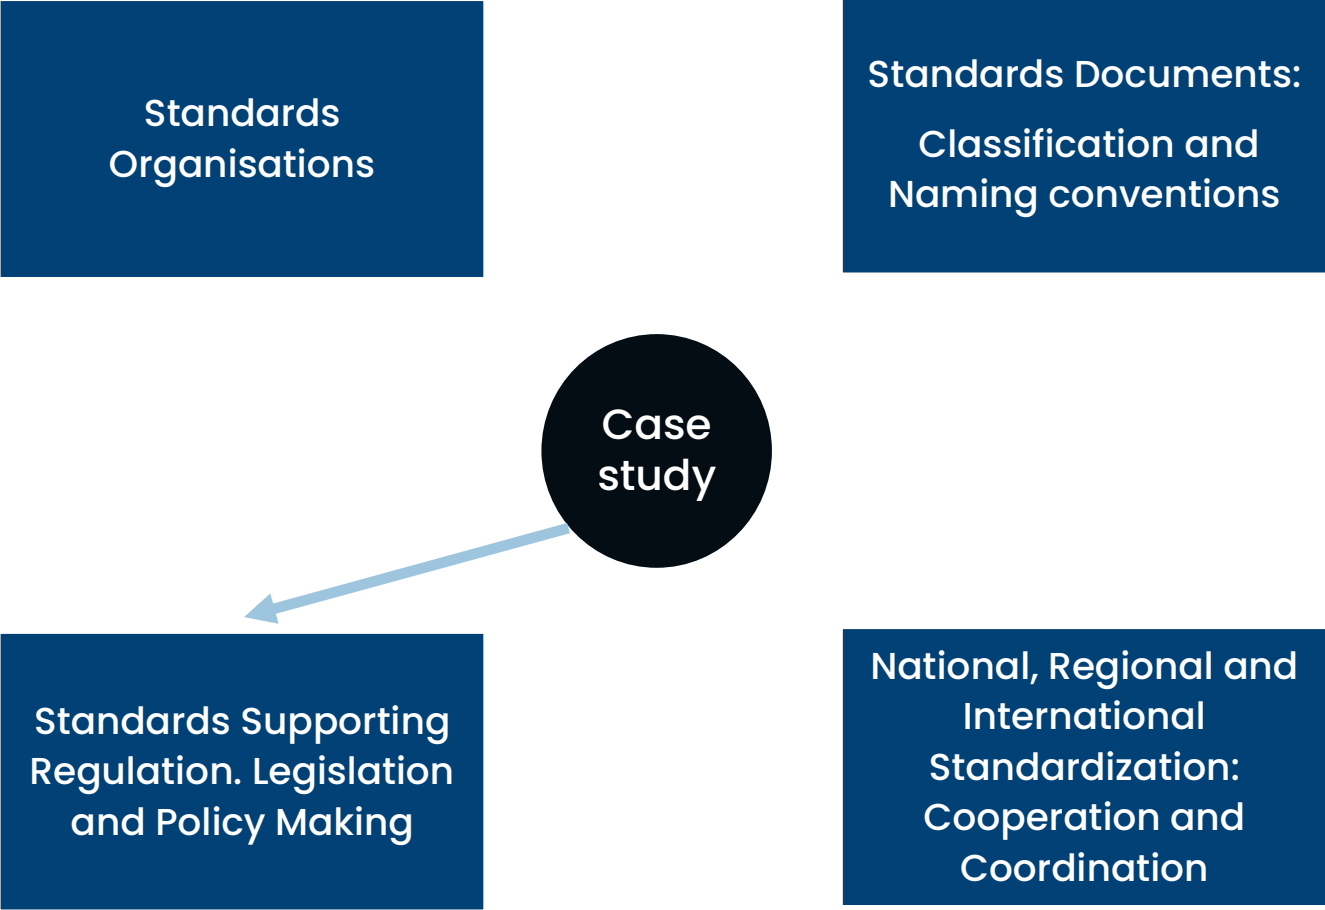 Standards
Organisations
Standards Documents:
Classification and
Naming conventions
Case
study
Standards Supporting
Regulation. Legislation
and Policy Making
National, Regional and
International
Standardization:
Cooperation and
Coordination